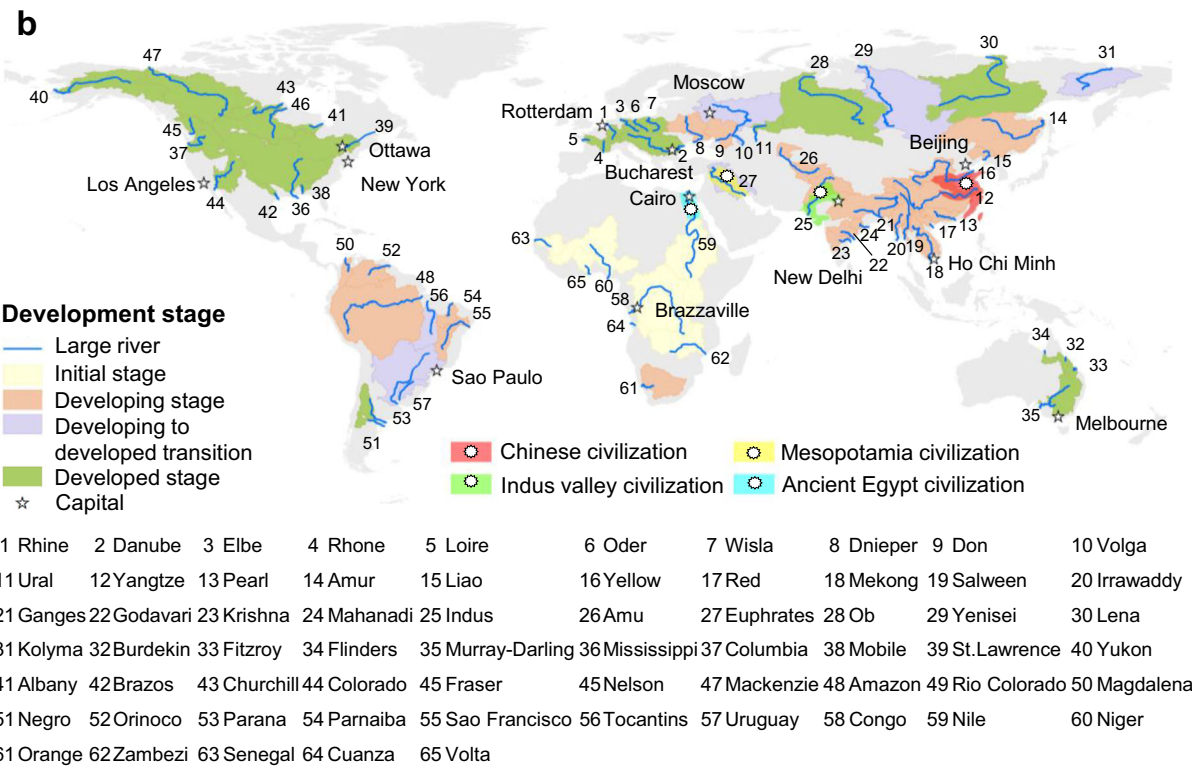 b
47
43
46
41
39
40
45
37
Ottawa
Los Angeles
New York
44
42
36
38
Rotterdam
1
3
6
7
Moscow
28
29
30
31
5
4
2
8
9
10
11
Bucharest
Cairo
27
26
Beijing
14
15
16
12
13
17
25
24
21
23
22
20
19
18
New Delhi
Ho Chi Minh
63
59
65
60
58
Brazzaville
64
62
61
50
52
48
56
54
55
Sao Paulo
57
53
51
34
32
33
35
Melbourne
Development stage
Large river
Initial stage
Developing stage
Developing to
developed transition
Developed stage
Capital
Chinese civilization
Mesopotamia civilization
Indus valley civilization
Ancient Egypt civilization
1 Rhine 2 Danube 3 Elbe 4 Rhone 5 Loire 6 Oder 7 Wisla 8 Dnieper 9 Don 10 Volga
11 Ural 12 Yangtze 13 Pearl 14 Amur 15 Liao 16 Yellow 17 Red 18 Mekong 19 Salween 20 Irrawaddy
21 Ganges 22 Godavari 23 Krishna 24 Mahanadi 25 Indus 26 Amu 27 Euphrates 28 Ob 29 Yenisei 30 Lena
31 Kolyma 32 Burdekin 33 Fitzroy 34 Flinders 35 Murray-Darling 36 Mississippi 37 Columbia 38 Mobile 39 St.Lawrence 40 Yukon
41 Albany 42 Brazos 43 Churchill 44 Colorado 45 Fraser 45 Nelson 47 Mackenzie 48 Amazon 49 Rio Colorado 50 Magdalena
51 Negro 52 Orinoco 53 Parana 54 Parnaiba 55 Sao Francisco 56 Tocantins 57 Uruguay 58 Congo 59 Nile 60 Niger
61 Orange 62 Zambezi 63 Senegal 64 Cuanza 65 Volta